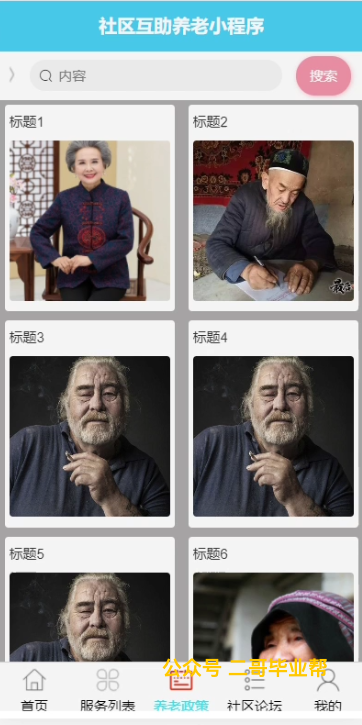 社区互助养老小程序
内容
搜索
标题1
标题2
标题3
标题4
标题5
标题6
公众号 二哥毕业帮
首页
服务列表
养老政策
社区论坛
我的